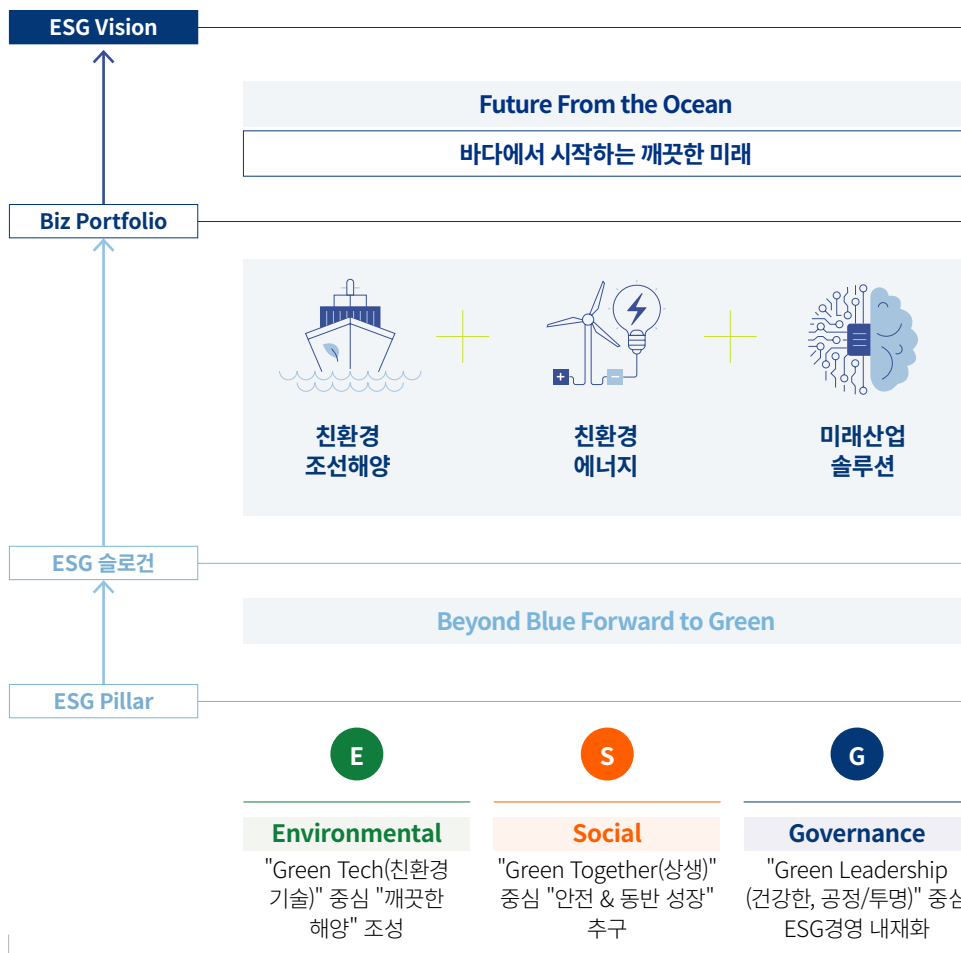 ESG Vision
Future From the Ocean
바다에서 시작하는 깨끗한 미래
Biz Portfolio
친환경
조선해양
친환경
에너지
미래산업
솔루션
ESG 슬로건
Beyond Blue Forward to Green
ESG Pillar
E
Environmental
"Green Tech(친환경
기술)" 중심 "깨끗한
해양" 조성
S
Social
"Green Together(상생)"
중심 "안전 & 동반 성장"
추구
G
Governance
"Green Leadership
(건강한, 공정/투명)" 중심
ESG경영 내재화